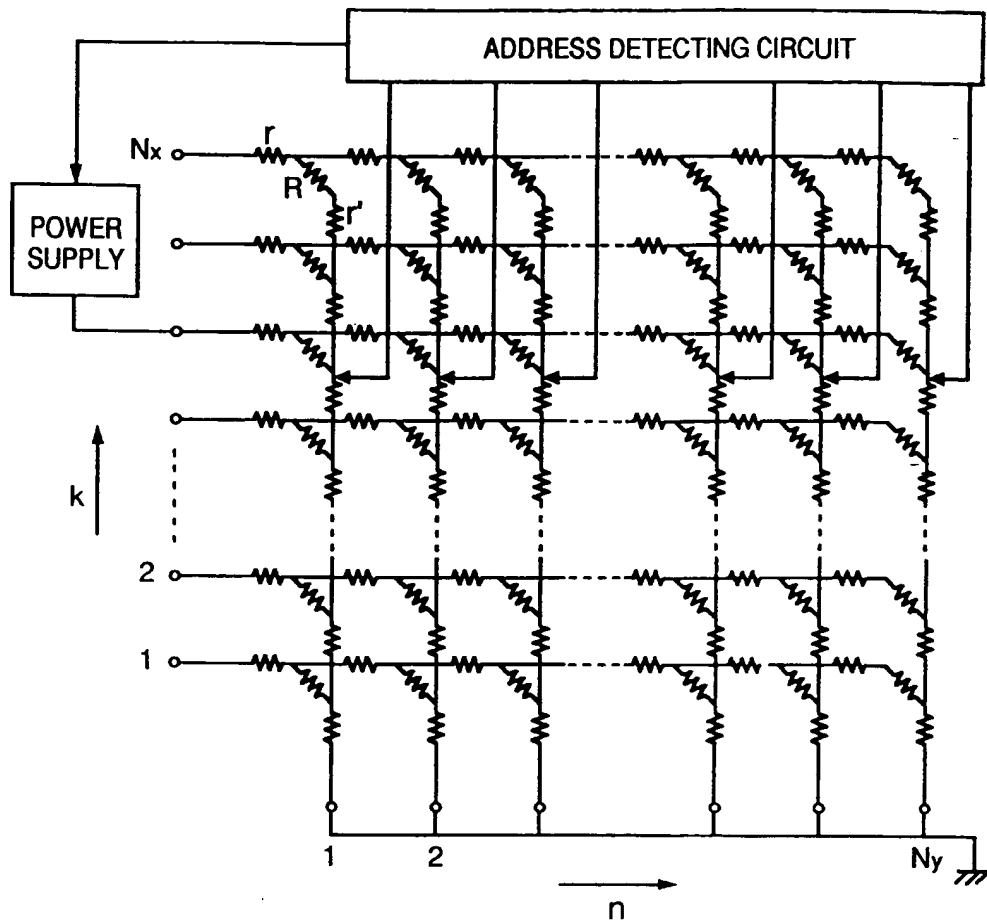 ADDRESS DETECTING CIRCUIT
Nx
r
R
r'
POWER
SUPPLY
k
2
1
1 2 Ny
n